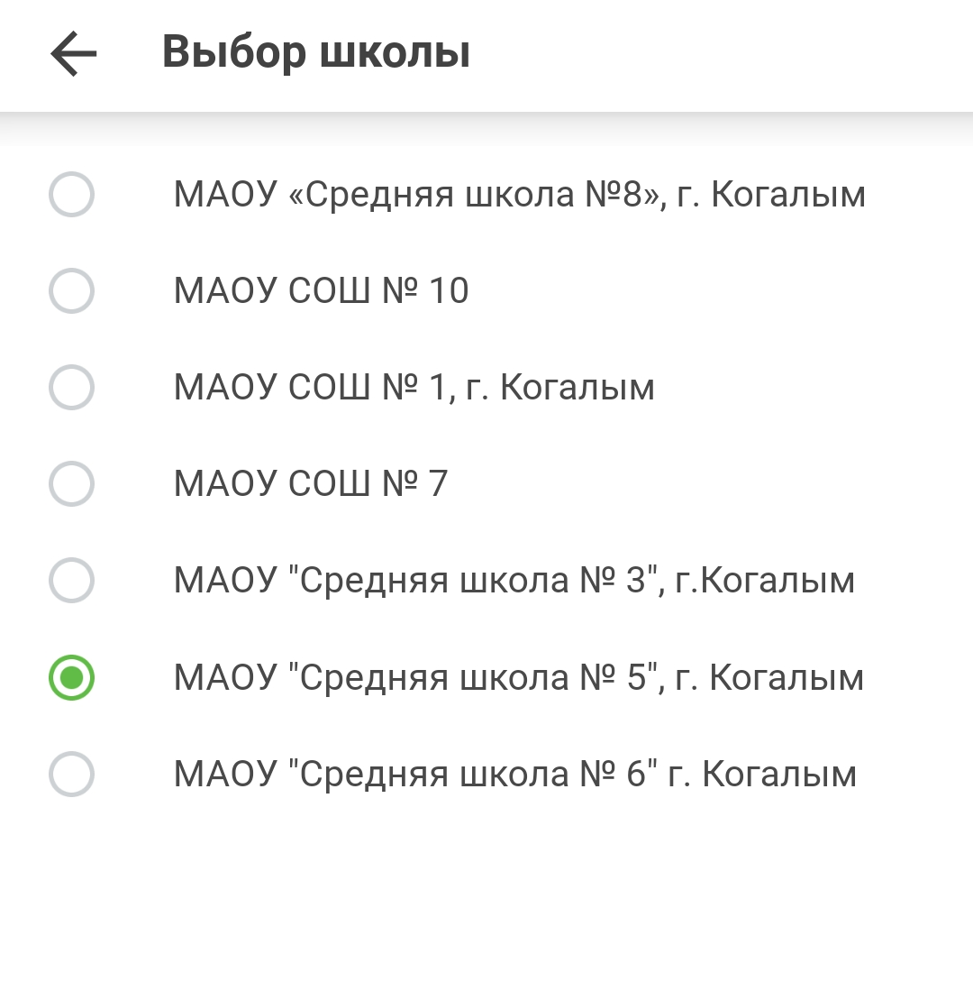 Выбор школы
МАОУ «Средняя школа №8», г. Когалым
МАОУ СОШ № 10
МАОУ СОШ № 1, г. Когалым
МАОУ СОШ № 7
МАОУ "Средняя школа № 3", г.Когалым
МАОУ "Средняя школа № 5", г. Когалым
МАОУ "Средняя школа № 6" г. Когалым